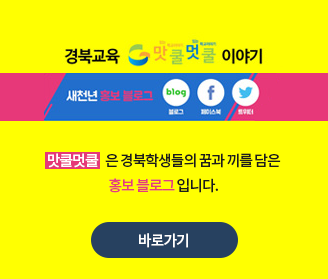 경북교육 맛쿨멋쿨 이야기
새천년 홍보 블로그
blog
블로그 페이스북 트위터
맛쿨멋쿨 은 경북학생들의 꿈과 끼를 담은
홍보 블로그 입니다.
바로가기